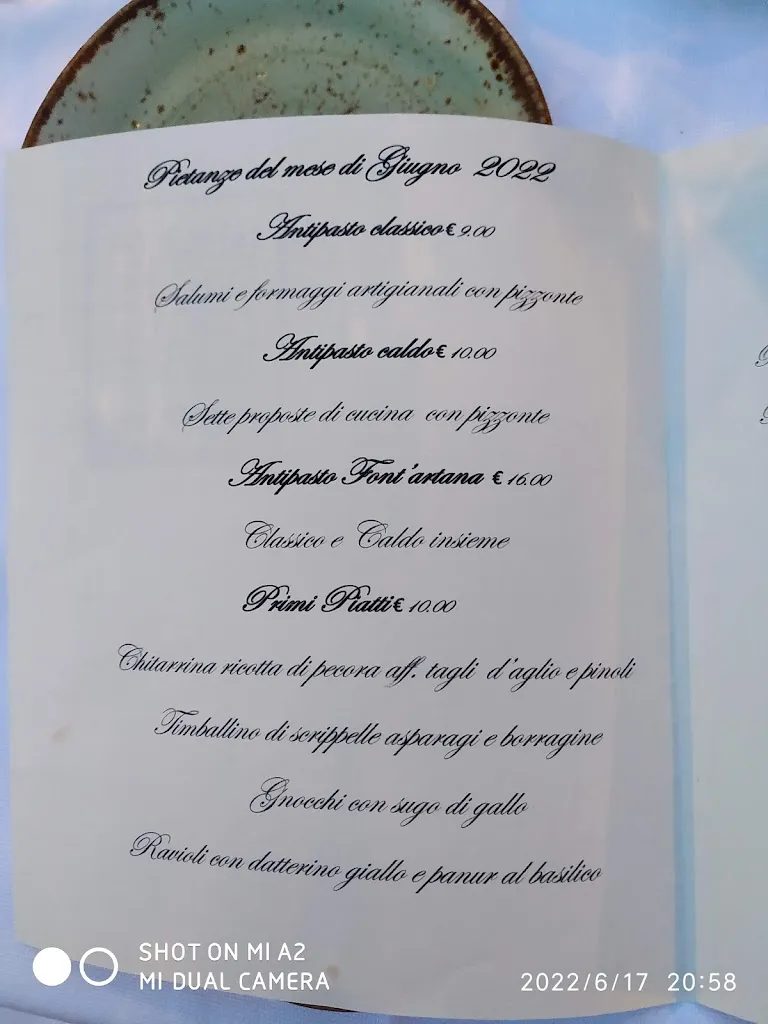 Pietanze del mese di Giugno 2022
Antipasto classico € 9.00
Salumi e formaggi artigianali con pizzonte
Antipasto caldo € 10.00
Sette proposte di cucina con pizzonte
Antipasto Font'artana € 16.00
Classico e Caldo insieme
Primi Piatti € 10.00
Chitarrina ricotta di pecora aff. tagli d'aglio e pinoli
Timballino di scrippelle asparagi e borragine
Gnocchi con sugo di gallo
Ravioli con datterino giallo e panur al basilico
SHOT ON MI A2
MI DUAL CAMERA
2022/6/17 20:58